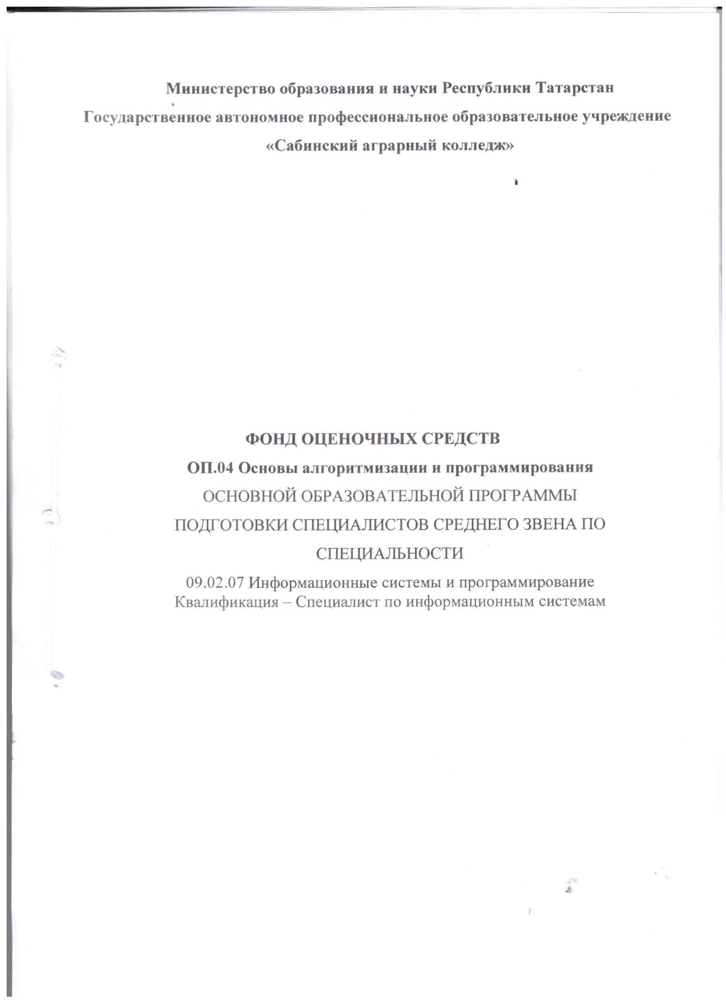 Министерство образования и науки Республики Татарстан
Государственное автономное профессиональное образовательное учреждение
«Сабинский аграрный колледж»
ФОНД ОЦЕНОЧНЫХ СРЕДСТВ
ОП.04 Основы алгоритмизации и программирования
ОСНОВНОЙ ОБРАЗОВАТЕЛЬНОЙ ПРОГРАММЫ
ПОДГОТОВКИ СПЕЦИАЛИСТОВ СРЕДНЕГО ЗВЕНА ПО
СПЕЦИАЛЬНОСТИ
09.02.07 Информационные системы и программирование
Квалификация – Специалист по информационным системам